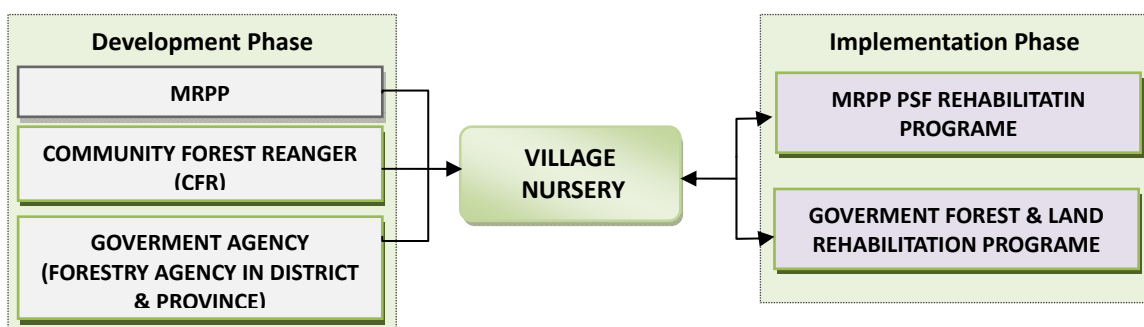 Development Phase
MRPP
COMMUNITY FOREST REANGER
(CFR)
GOVERMENT AGENCY
(FORESTRY AGENCY IN DISTRICT
& PROVINCE)
VILLAGE
NURSERY
Implementation Phase
MRPP PSF REHABILITATIN
PROGRAME
GOVERMENT FOREST & LAND
REHABILITATION PROGRAME